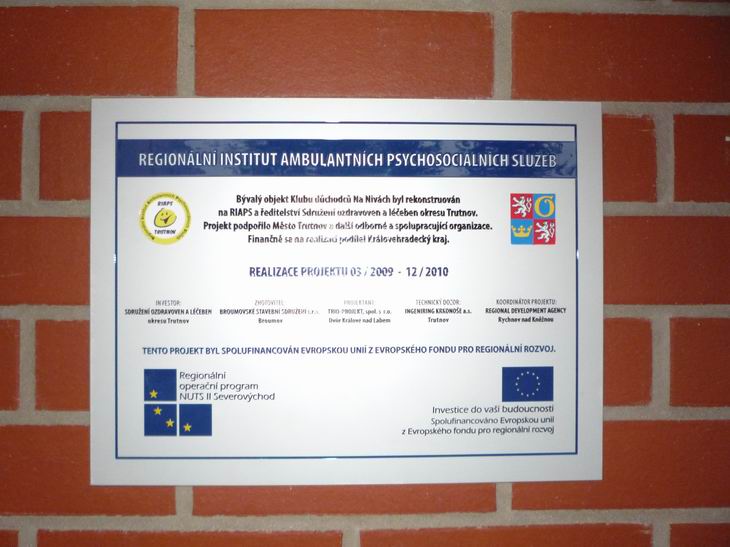 REGIONÁLNÍ INSTITUT AMBULANTNÍCH PSYCHOSOCIÁLNÍCH SLUŽEB
RIAPS
TRUTNOV
Bývalý objekt Klubu důchodců Na Nivách byl rekonstruován
na RIAPS a ředitelství Sdružení ozdravoven a léčeben okresu Trutnov.
Projekt podpořilo Město Trutnov a další odborné a spolupracující organizace.
Finančně se na realizaci podílel Královehradecký kraj.
REALIZACE PROJEKTU 03 / 2009 - 12 / 2010
INVESTOR:
SDRUŽENÍ OZDRAVOVEN A LÉČEBEN
okresu Trutnov
ZHOTOVITEL:
BROUMOVSKÉ STAVEBNÍ SDRUŽENÍ s.r.o.
Broumov
PROJEKTANT:
TRIO-PROJEKT, spol. s r.o.
Dvůr Králové nad Labem
TECHNICKÝ DOZOR:
INGENIRING KRKONOŠE a.s.
Trutnov
KOORDINÁTOR PROJEKTU:
REGIONAL DEVELOPMENT AGENCY
Rychnov nad Kněžnou
TENTO PROJEKT BYL SPOLUFINANCOVÁN EVROPSKOU UNIÍ Z EVROPSKÉHO FONDU PRO REGIONÁLNÍ ROZVOJ.
Regionální
operační program
NUTS II Severovýchod
Investice do vaší budoucnosti
Spolufinancováno Evropskou unií
z Evropského fondu pro regionální rozvoj